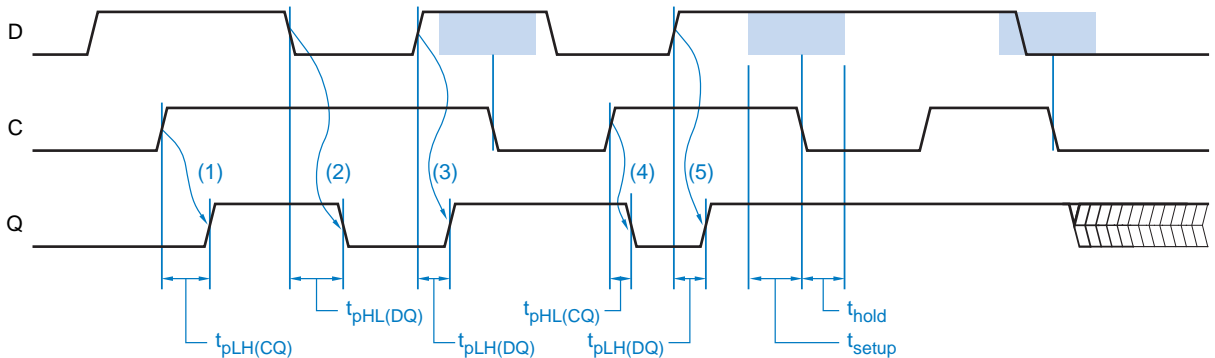 D
C
(1) (2) (3) (4) (5)
Q
tpHL(DQ) tpHL(CQ) thold
tpLH(CQ) tpLH(DQ) tpLH(DQ) tsetup